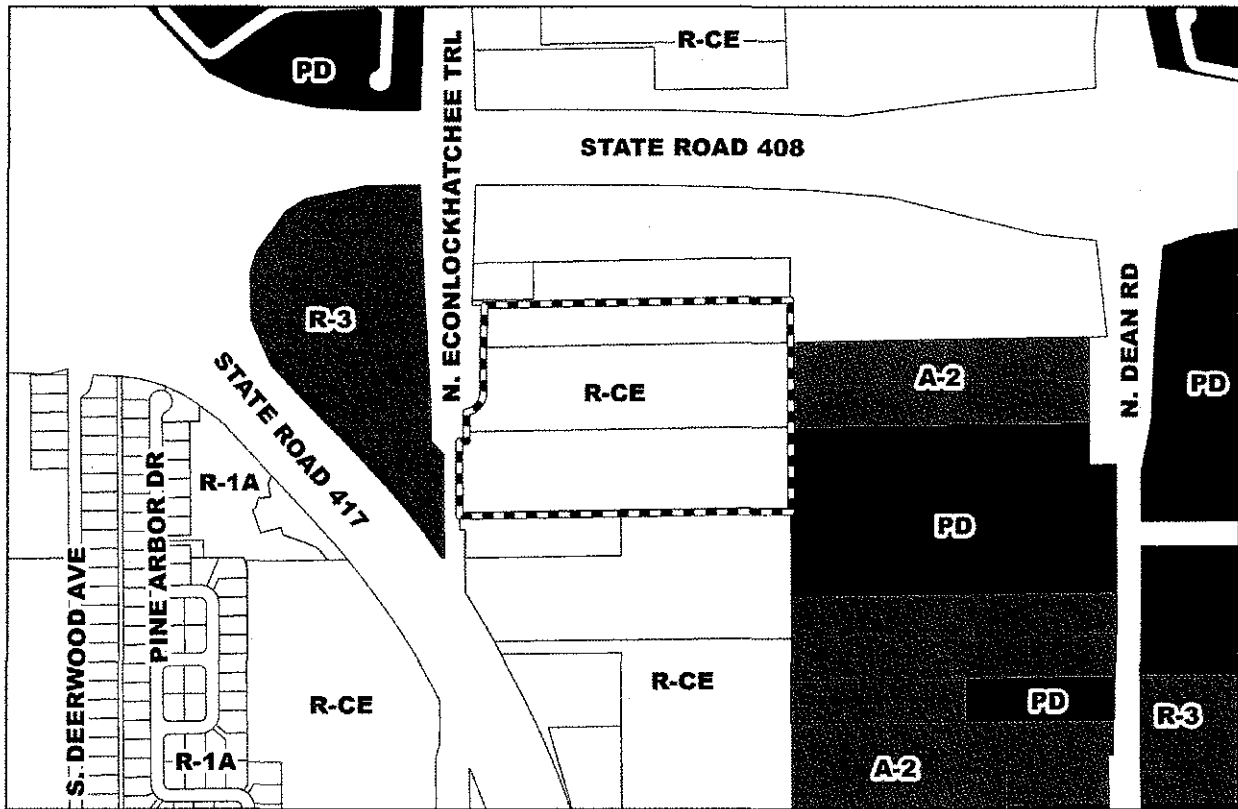 R-CE
PD
N. ECONLOCKHATCHEE TRL
STATE ROAD 408
R-3
N. DEAN RD
STATE ROAD 417
A-2
PD
R-CE
PINE ARBOR DR
R-1A
PD
S. DEERWOOD AVE
R-CE
R-CE
PD
R-3
R-1A
A-2